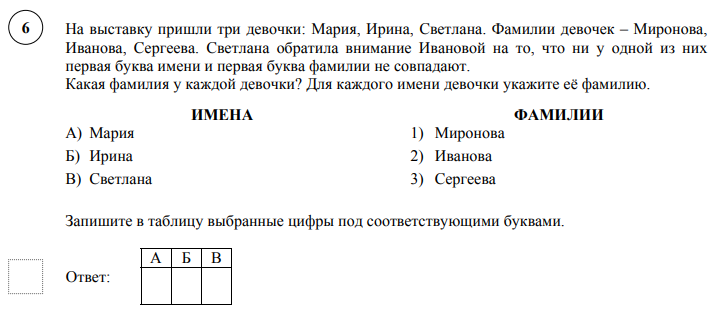 6
На выставку пришли три девочки: Мария, Ирина, Светлана. Фамилии девочек – Миронова,
Иванова, Сергеева. Светлана обратила внимание Ивановой на то, что ни у одной из них
первая буква имени и первая буква фамилии не совпадают.
Какая фамилия у каждой девочки? Для каждого имени девочки укажите её фамилию.
ИМЕНА ФАМИЛИИ
А) Мария 1) Миронова
Б) Ирина 2) Иванова
В) Светлана 3) Сергеева
Запишите в таблицу выбранные цифры под соответствующими буквами.
А Б В
Ответ: